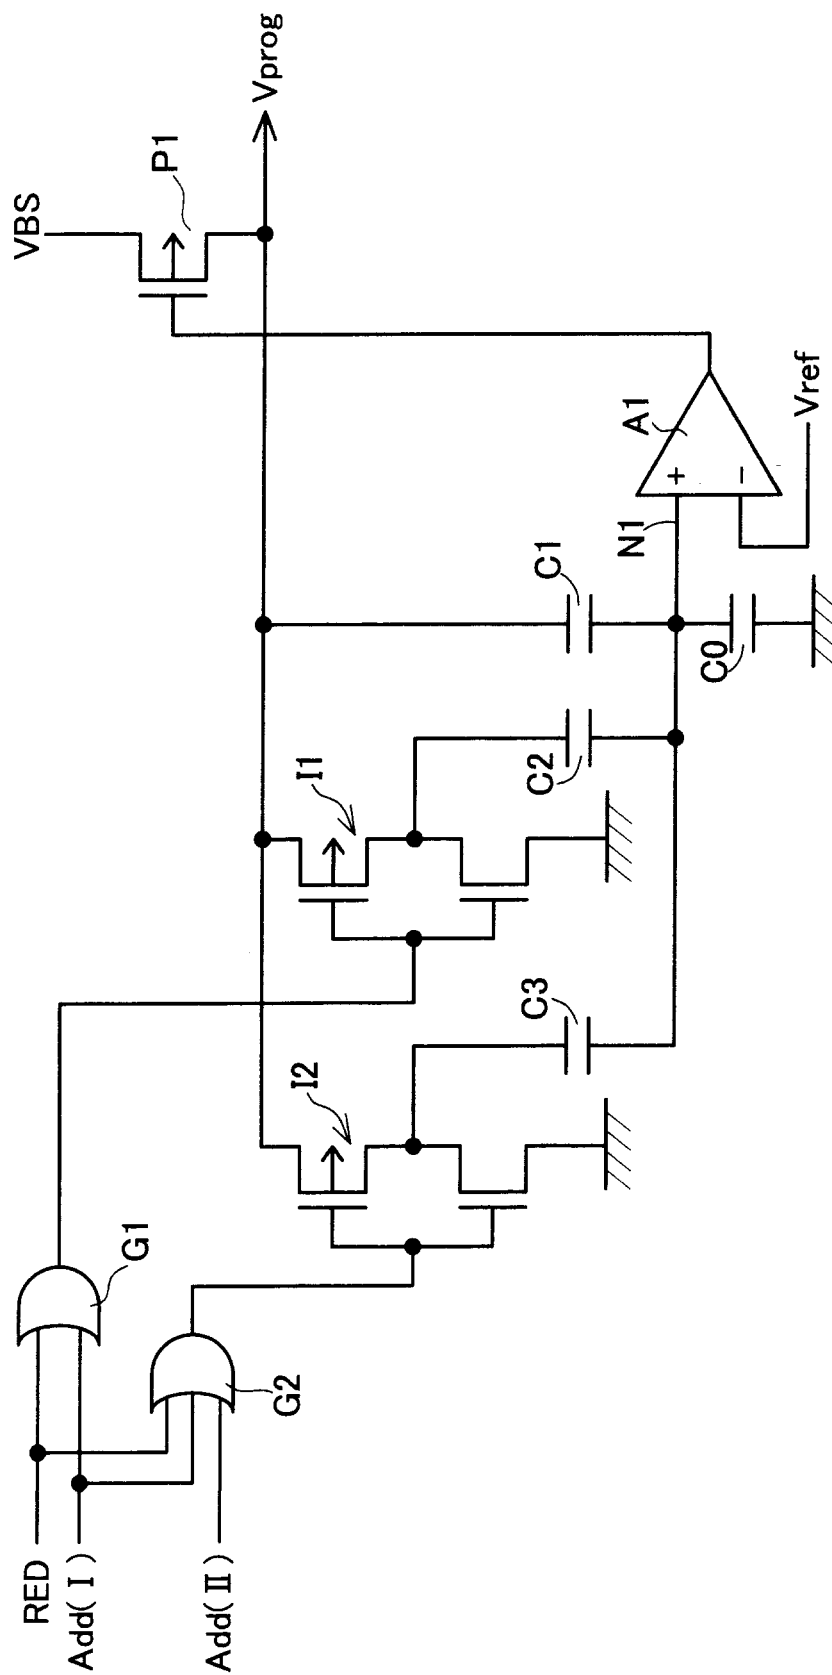 RED
Add(Ⅰ)
Add(Ⅱ)
G1
G2
I2
I1
C3
C2
C1
C0
N1
A1
+
−
Vref
VBS
P1
Vprog